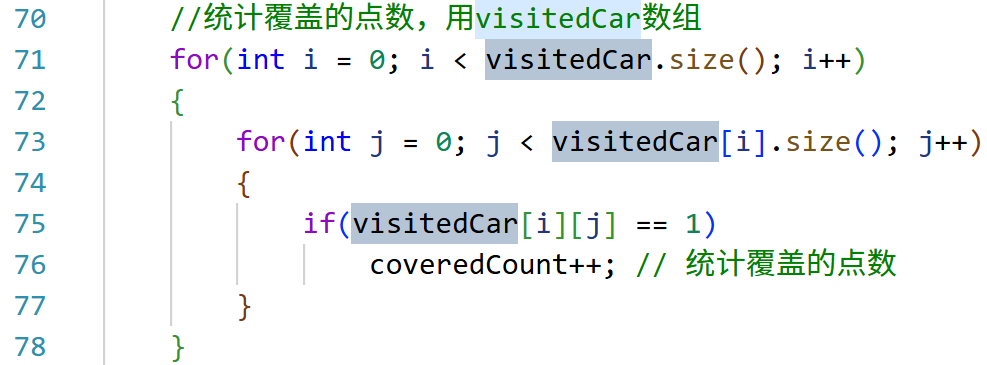 70 //统计覆盖的点数，用visitedCar数组
71 for(int i = 0; i < visitedCar.size(); i++)
72 {
73 for(int j = 0; j < visitedCar[i].size(); j++)
74 {
75 if(visitedCar[i][j] == 1)
76 coveredCount++; // 统计覆盖的点数
77 }
78 }